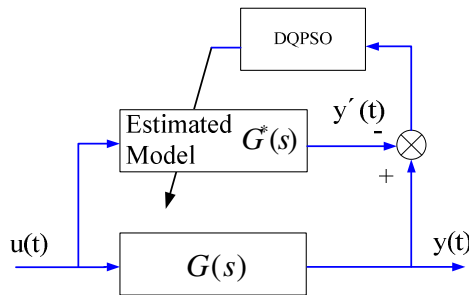 DQPSO
Estimated Model G*(s)
y´(t)
-
+
u(t)
G(s)
y(t)